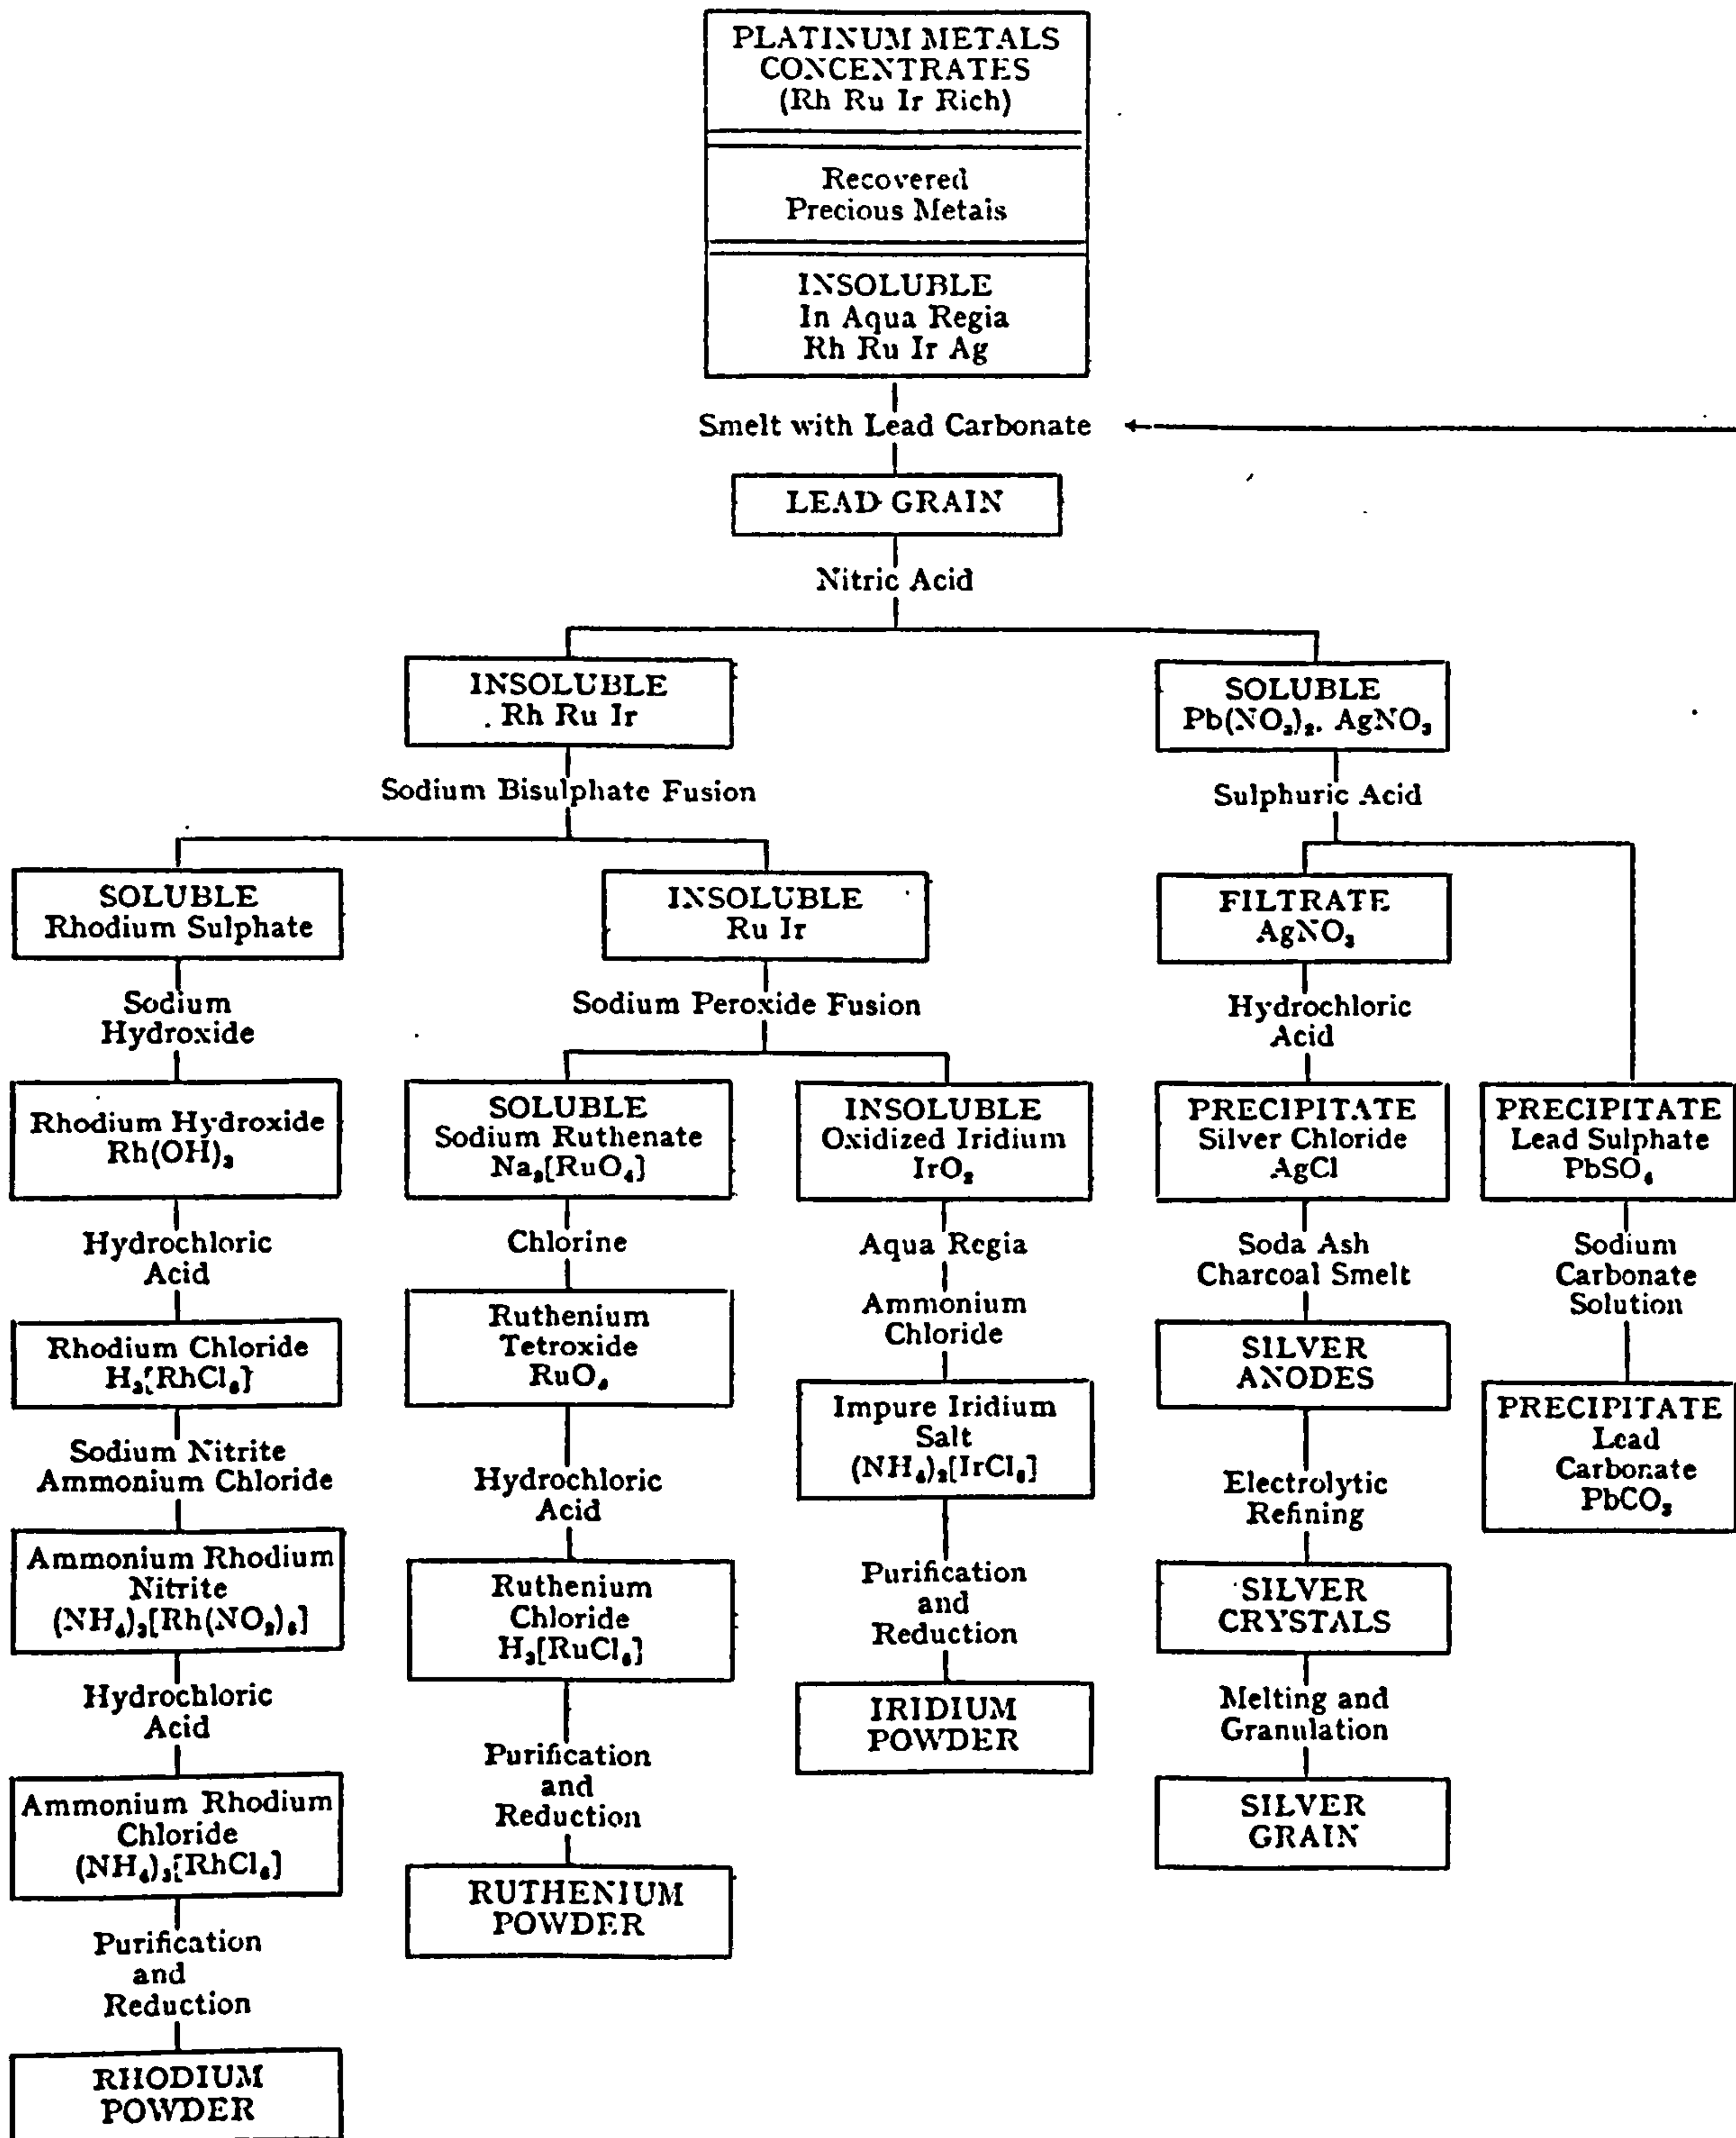 PLATINUM METALS
CONCENTRATES
(Rh Ru Ir Rich)
Recovered
Precious Metals
INSOLUBLE
In Aqua Regia
Rh Ru Ir Ag
Smelt with Lead Carbonate
LEAD GRAIN
Nitric Acid
INSOLUBLE
Rh Ru Ir
SOLUBLE
Pb(NO₃)₂. AgNO₃
Sodium Bisulphate Fusion
Sulphuric Acid
SOLUBLE
Rhodium Sulphate
INSOLUBLE
Ru Ir
FILTRATE
AgNO₃
Sodium
Hydroxide
Sodium Peroxide Fusion
Hydrochloric
Acid
Rhodium Hydroxide
Rh(OH)₃
SOLUBLE
Sodium Ruthenate
Na₂[RuO₄]
INSOLUBLE
Oxidized Iridium
IrO₂
PRECIPITATE
Silver Chloride
AgCl
PRECIPITATE
Lead Sulphate
PbSO₄
Hydrochloric
Acid
Chlorine
Aqua Regia
Ammonium
Chloride
Soda Ash
Charcoal Smelt
Sodium
Carbonate
Solution
Rhodium Chloride
H₃[RhCl₆]
Ruthenium
Tetroxide
RuO₄
Impure Iridium
Salt
(NH₄)₂[IrCl₆]
SILVER
ANODES
PRECIPITATE
Lead
Carbonate
PbCO₃
Sodium Nitrite
Ammonium Chloride
Hydrochloric
Acid
Purification
and
Reduction
Electrolytic
Refining
Ammonium Rhodium
Nitrite
(NH₄)₃[Rh(NO₂)₆]
Ruthenium
Chloride
H₃[RuCl₆]
IRIDIUM
POWDER
SILVER
CRYSTALS
Hydrochloric
Acid
Purification
and
Reduction
Melting and
Granulation
Ammonium Rhodium
Chloride
(NH₄)₃[RhCl₆]
RUTHENIUM
POWDER
SILVER
GRAIN
Purification
and
Reduction
RHODIUM
POWDER